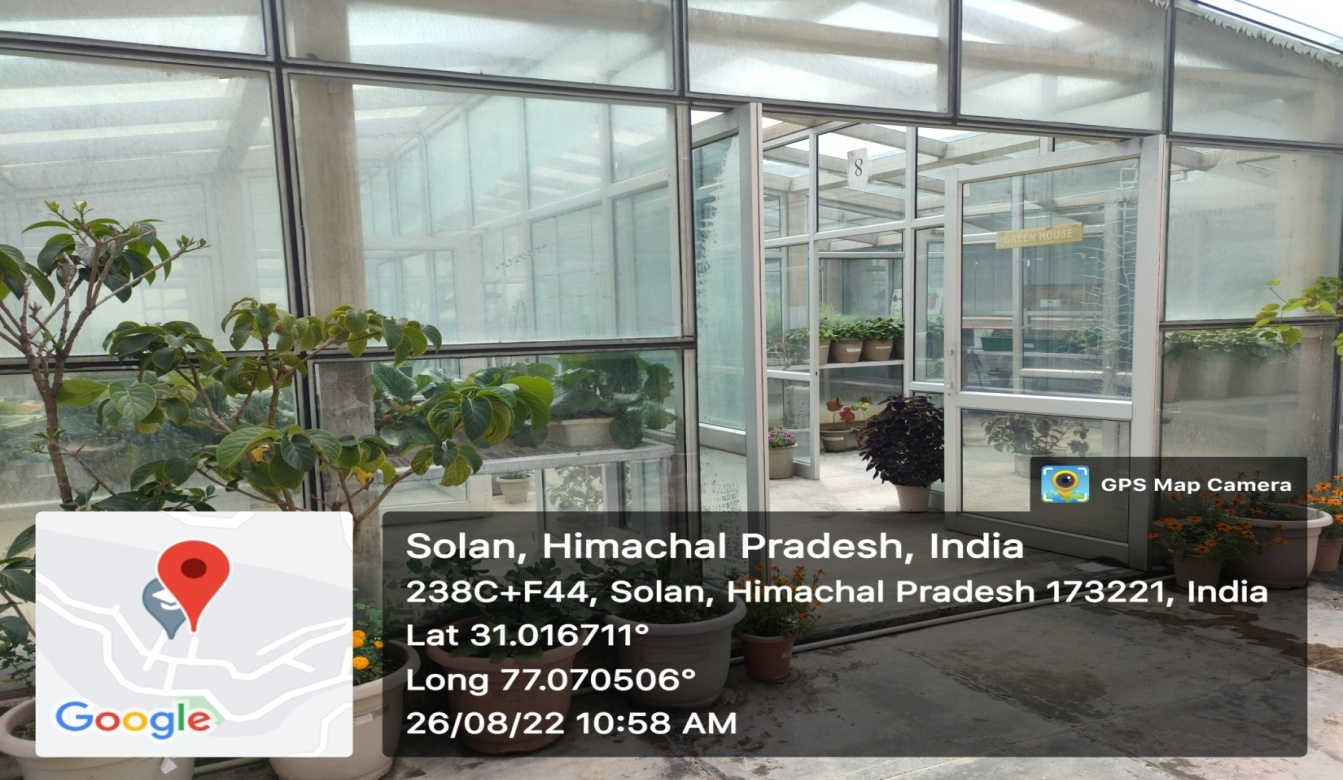 8
GREEN HOUSE
GPS Map Camera
Solan, Himachal Pradesh, India
238C+F44, Solan, Himachal Pradesh 173221, India
Lat 31.016711°
Long 77.070506°
26/08/22 10:58 AM
Google